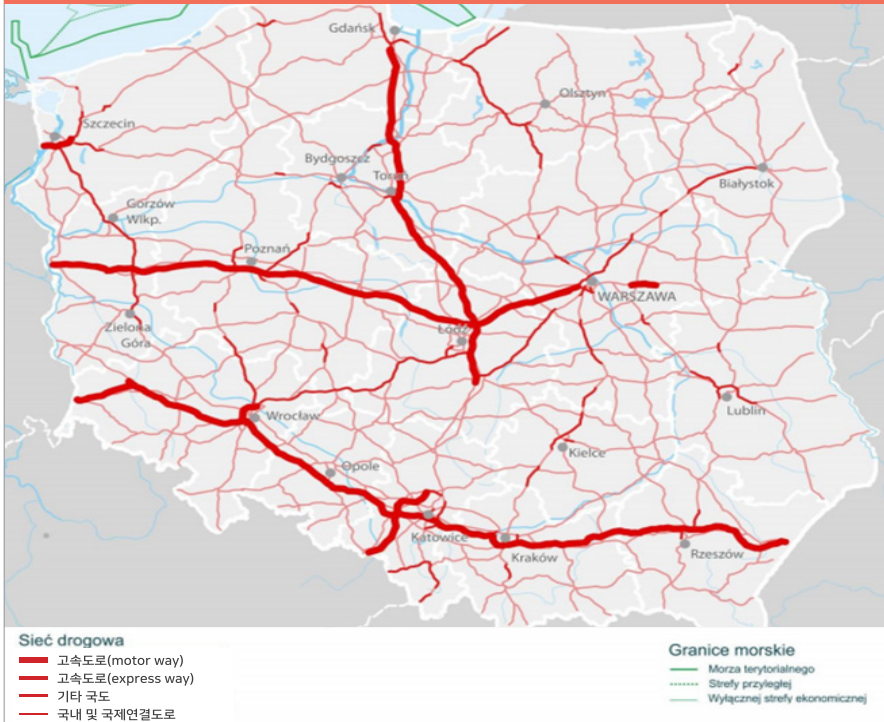 Gdańsk
Olsztyn
Szczecin
Bydgoszcz
Toruń
Białystok
Gorzów
Wlkp.
Poznań
WARSZAWA
Zielona
Góra
Łódź
Wrocław
Lublin
Kielce
Opole
Katowice
Kraków
Rzeszów
Sieć drogowa
고속도로(motor way)
고속도로(express way)
기타 국도
국내 및 국제연결도로
Granice morskie
Morza terytorialnego
Strefy przyległej
Wyłącznej strefy ekonomicznej